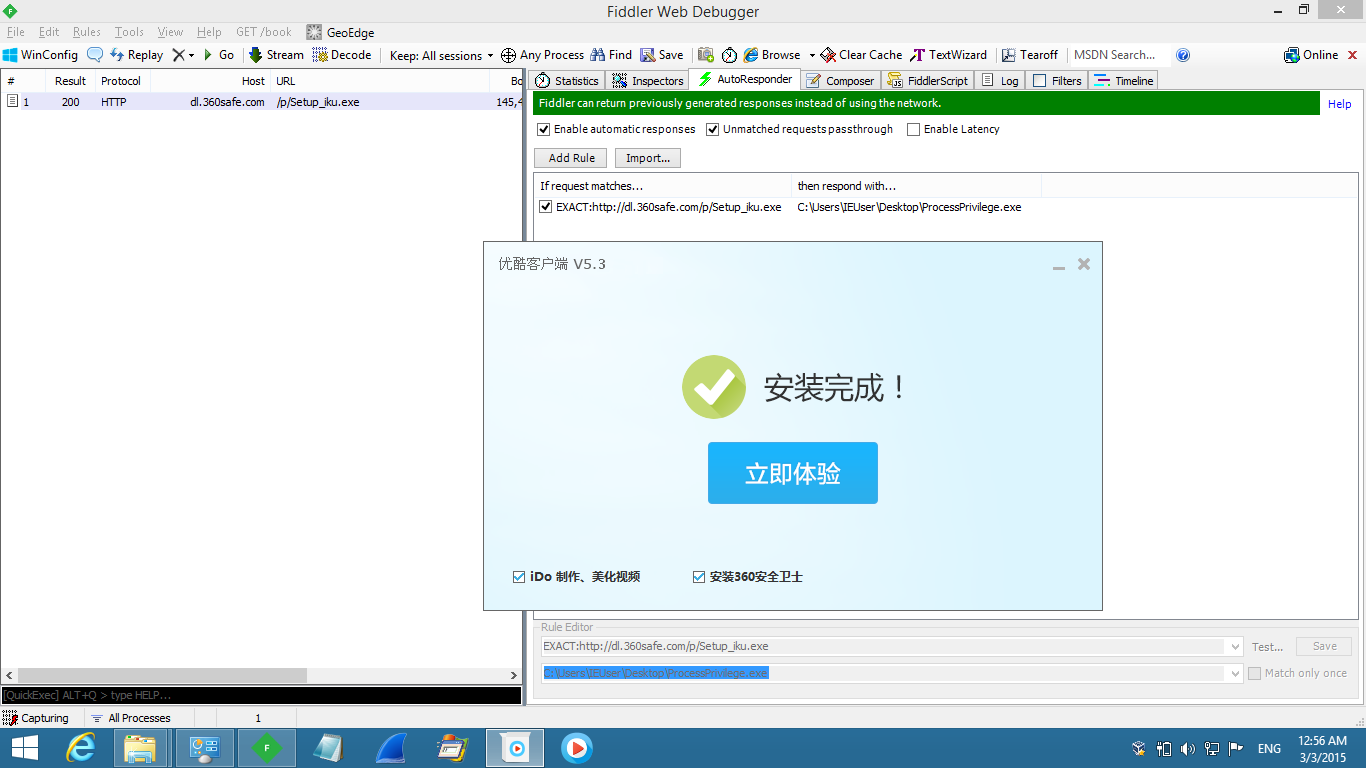 Fiddler Web Debugger
File Edit Rules Tools View Help GET /book GeoEdge
WinConfig Replay Go Stream Decode Keep: All sessions Any Process Find Save Browse Clear Cache TextWizard Tearoff MSDN Search... Online
# Result Protocol Host URL Bo
1 200 HTTP dl.360safe.com /p/Setup_iku.exe 145,4
Statistics Inspectors AutoResponder Composer FiddlerScript Log Filters Timeline
Fiddler can return previously generated responses instead of using the network. Help
Enable automatic responses Unmatched requests passthrough Enable Latency
Add Rule Import...
If request matches... then respond with...
EXACT:http://dl.360safe.com/p/Setup_iku.exe C:\Users\IEUser\Desktop\ProcessPrivilege.exe
优酷客户端 V5.3
安装完成！
立即体验
iDo 制作、美化视频 安装360安全卫士
Rule Editor
EXACT:http://dl.360safe.com/p/Setup_iku.exe Test... Save
C:\Users\IEUser\Desktop\ProcessPrivilege.exe Match only once
[QuickExec] ALT+Q > type HELP...
Capturing All Processes 1
ENG 12:56 AM
3/3/2015